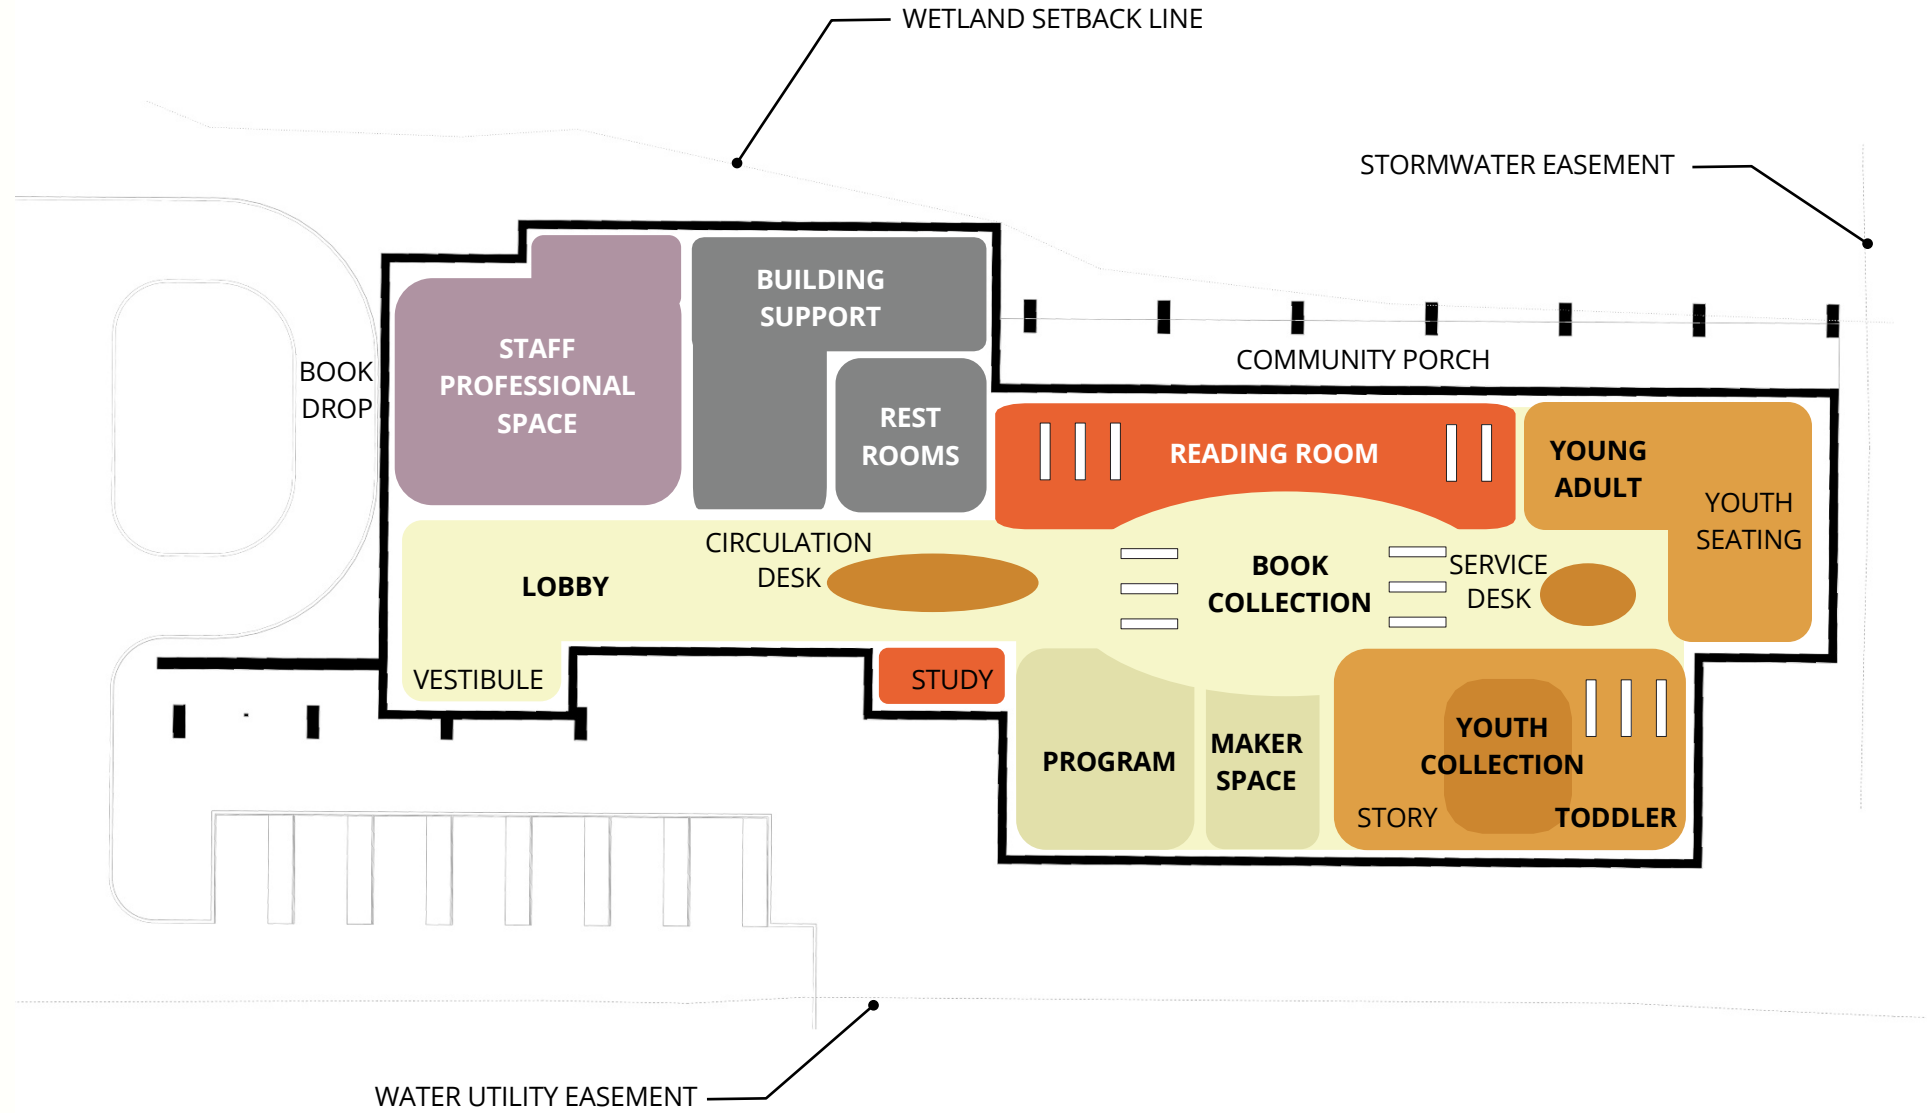 WETLAND SETBACK LINE
STORMWATER EASEMENT
BUILDING
SUPPORT
STAFF
PROFESSIONAL
SPACE
BOOK
DROP
COMMUNITY PORCH
REST
ROOMS
READING ROOM
YOUNG
ADULT
YOUTH
SEATING
CIRCULATION
DESK
LOBBY
BOOK
COLLECTION
SERVICE
DESK
VESTIBULE
STUDY
PROGRAM
MAKER
SPACE
YOUTH
COLLECTION
STORY
TODDLER
WATER UTILITY EASEMENT